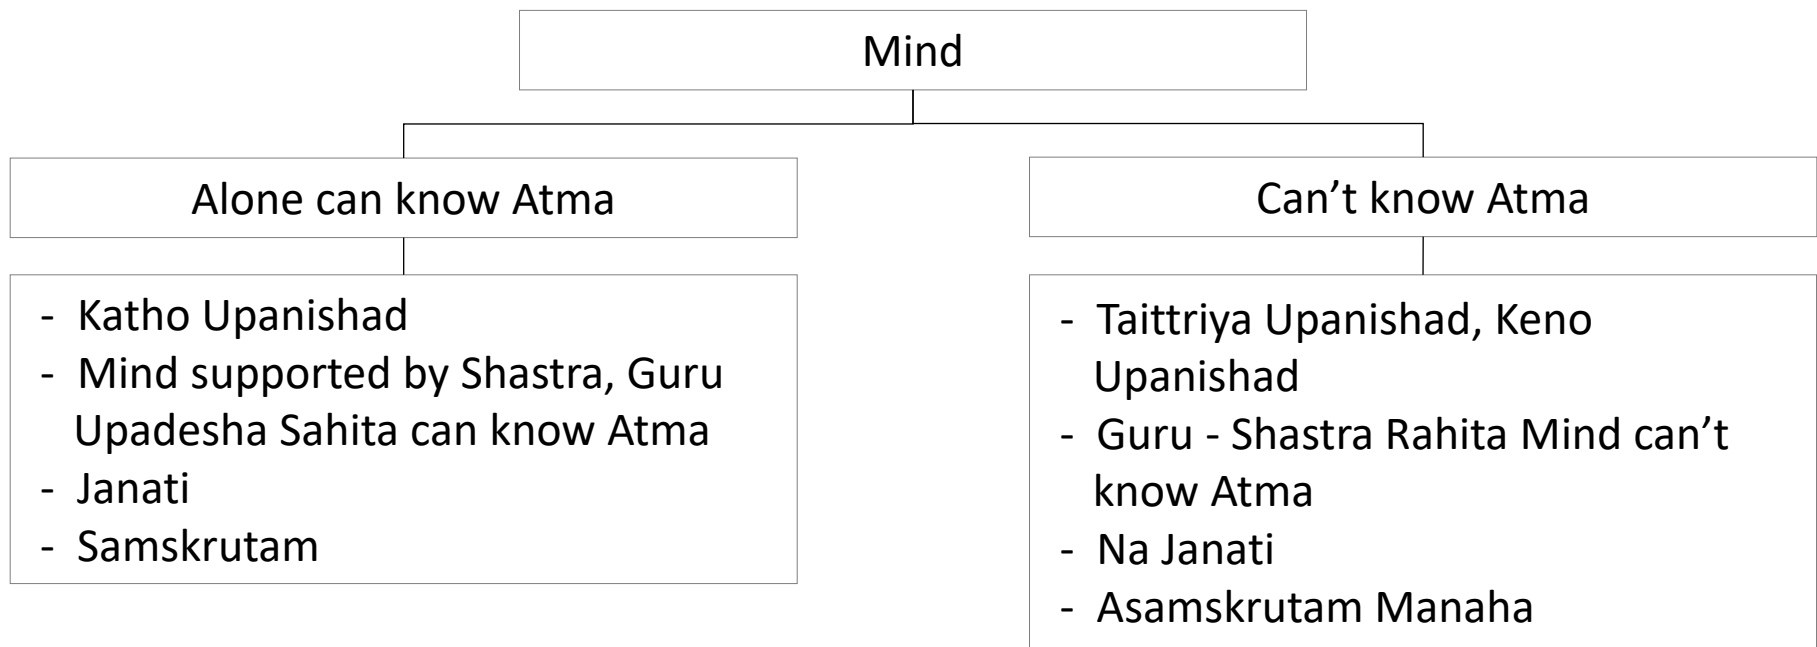 Mind
Alone can know Atma
- Katho Upanishad
- Mind supported by Shastra, Guru
Upadesha Sahita can know Atma
- Janati
- Samskrutam
Can’t know Atma
- Taittriya Upanishad, Keno
Upanishad
- Guru - Shastra Rahita Mind can’t
know Atma
- Na Janati
- Asamskrutam Manaha